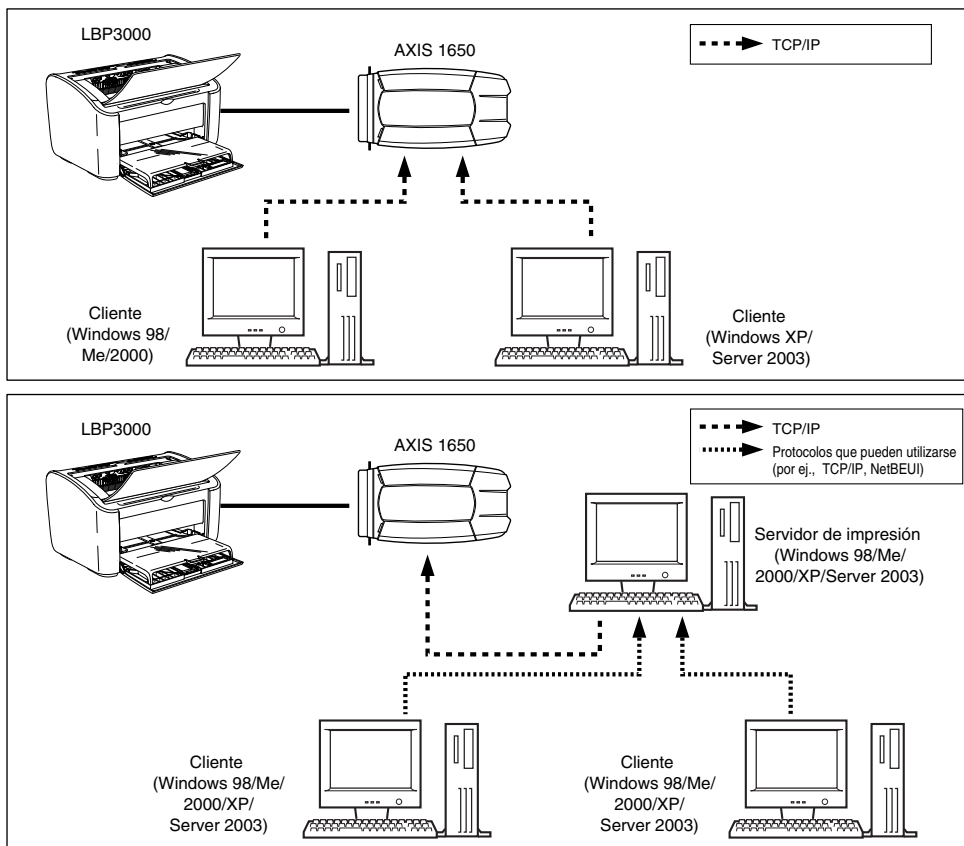 LBP3000
AXIS 1650
TCP/IP
Cliente
(Windows 98/
Me/2000)
Cliente
(Windows XP/
Server 2003)
LBP3000
AXIS 1650
TCP/IP
Protocolos que pueden utilizarse
(por ej., TCP/IP, NetBEUI)
Servidor de impresión
(Windows 98/Me/
2000/XP/Server 2003)
Cliente
(Windows 98/Me/
2000/XP/
Server 2003)
Cliente
(Windows 98/Me/
2000/XP/
Server 2003)